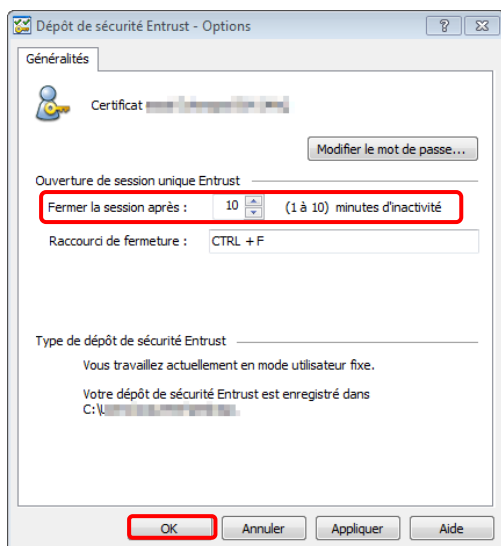 Dépôt de sécurité Entrust - Options
Généralités
Certificat
Modifier le mot de passe...
Ouverture de session unique Entrust
Fermer la session après : 10 (1 à 10) minutes d'inactivité
Raccourci de fermeture : CTRL + F
Type de dépôt de sécurité Entrust
Vous travaillez actuellement en mode utilisateur fixe.
Votre dépôt de sécurité Entrust est enregistré dans
C:\
OK Annuler Appliquer Aide